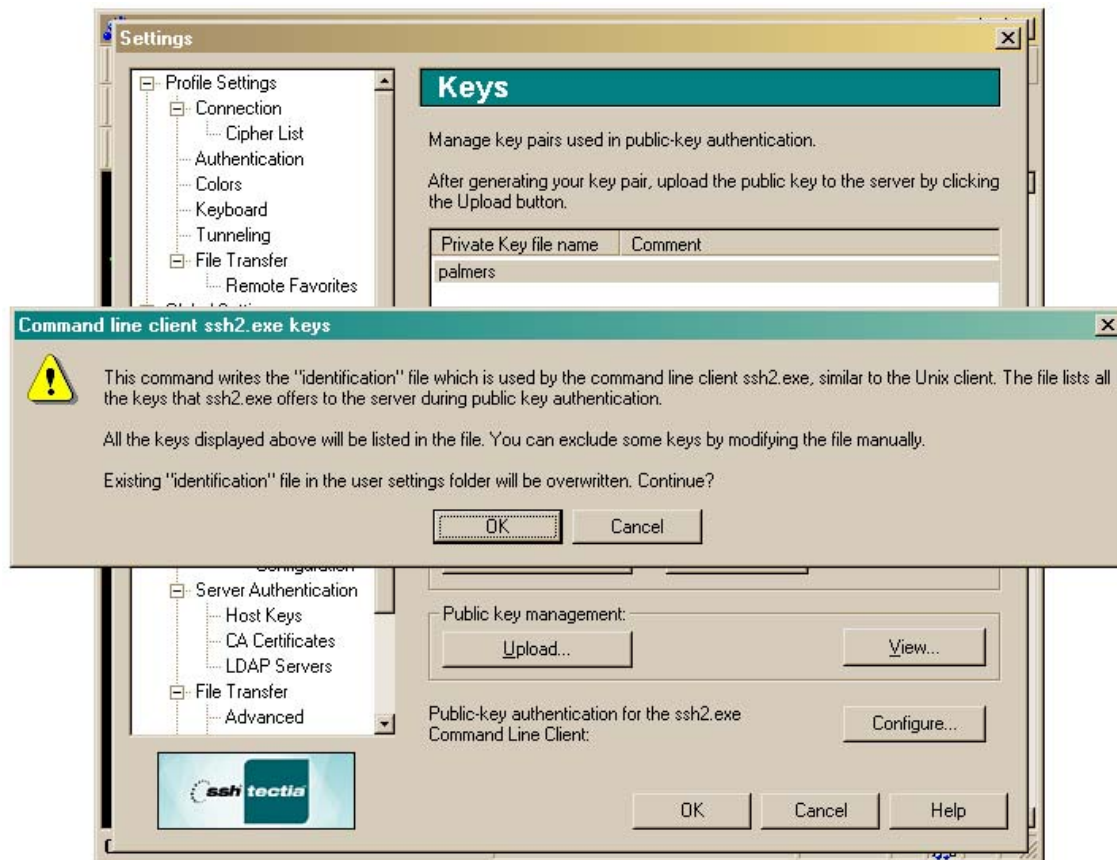 Settings
Profile Settings
Connection
Cipher List
Authentication
Colors
Keyboard
Tunneling
File Transfer
Remote Favorites
Keys
Manage key pairs used in public-key authentication.
After generating your key pair, upload the public key to the server by clicking
the Upload button.
Private Key file name Comment
palmers
Command line client ssh2.exe keys
This command writes the "identification" file which is used by the command line client ssh2.exe, similar to the Unix client. The file lists all
the keys that ssh2.exe offers to the server during public key authentication.
All the keys displayed above will be listed in the file. You can exclude some keys by modifying the file manually.
Existing "identification" file in the user settings folder will be overwritten. Continue?
OK Cancel
Configuration
Server Authentication
Host Keys
CA Certificates
LDAP Servers
File Transfer
Advanced
Public key management:
Upload... View...
Public-key authentication for the ssh2.exe
Command Line Client:
Configure...
ssh tectia
OK Cancel Help